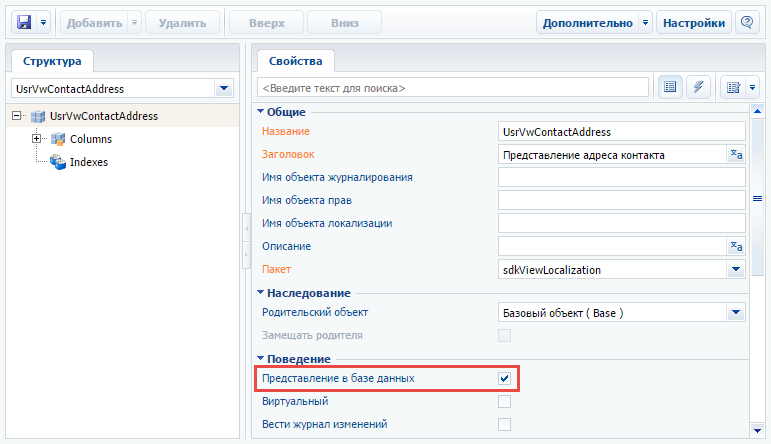 Добавить Удалить Вверх Вниз Дополнительно Настройки
Структура
UsrVwContactAddress
UsrVwContactAddress
Columns
Indexes
Свойства
<Введите текст для поиска>
Общие
Название UsrVwContactAddress
Заголовок Представление адреса контакта
Имя объекта журналирования
Имя объекта прав
Имя объекта локализации
Описание
Пакет sdkViewLocalization
Наследование
Родительский объект Базовый объект ( Base )
Замещать родителя
Поведение
Представление в базе данных
Виртуальный
Вести журнал изменений